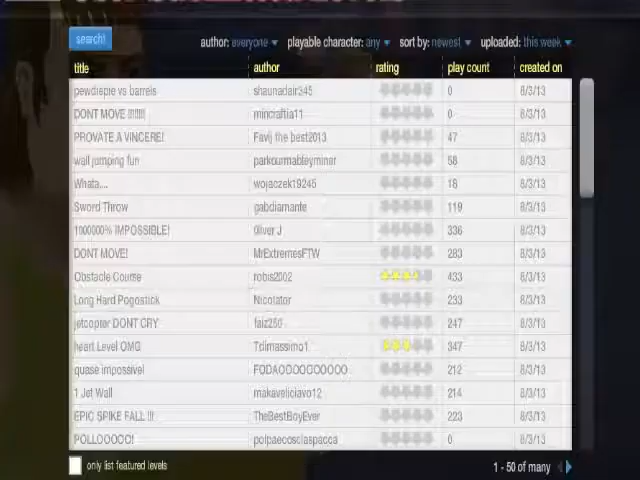 search!
author: everyone playable character: any sort by: newest uploaded: this week
title author rating play count created on
pewdiepie vs barrels shaunadair345 0 8/3/13
DONT MOVE !!!!!!!! mincraftia11 0 8/3/13
PROVATE A VINCERE! Favij the best2013 47 8/3/13
wall jumping fun parkourmableyminer 58 8/3/13
Whata.... wojaczek19245 18 8/3/13
Sword Throw gabdiamante 119 8/3/13
1000000% IMPOSSIBLE! Oliver J 336 8/3/13
DONT MOVE! MrExtremesFTW 283 8/3/13
Obstacle Course robis2002 433 8/3/13
Long Hard Pogostick Nicotator 233 8/3/13
jetcopter DONT CRY faiz250 247 8/3/13
heart Level OMG Tdimassimo1 347 8/3/13
quase impossivel FODAOOOOOOOOOO 212 8/3/13
1 Jet Wall makaveliciavo12 214 8/3/13
EPIC SPIKE FALL !!! TheBestBoyEver 223 8/3/13
POLLOOOOO! polpaecosciaspacca 0 8/3/13
only list featured levels 1 - 50 of many